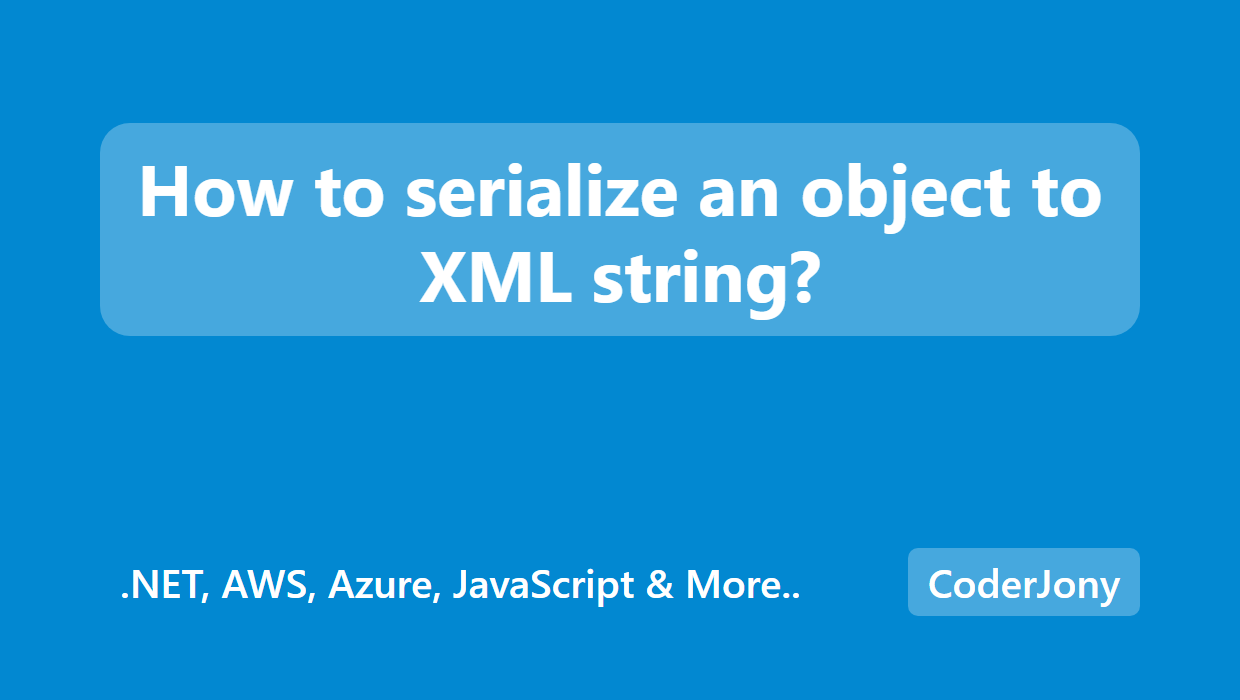 How to serialize an object to
XML string?
.NET, AWS, Azure, JavaScript & More..
CoderJony